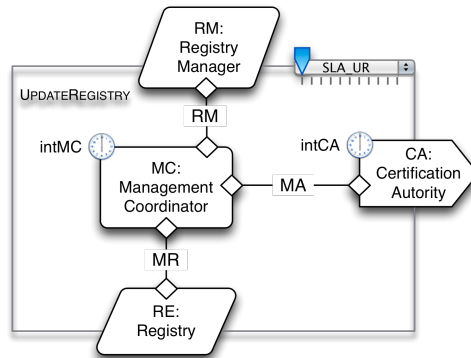 RM:
Registry
Manager
SLA_UR
UPDATEREGISTRY
RM
intMC
intCA
MC:
Management
Coordinator
MA
CA:
Certification
Autority
MR
RE:
Registry